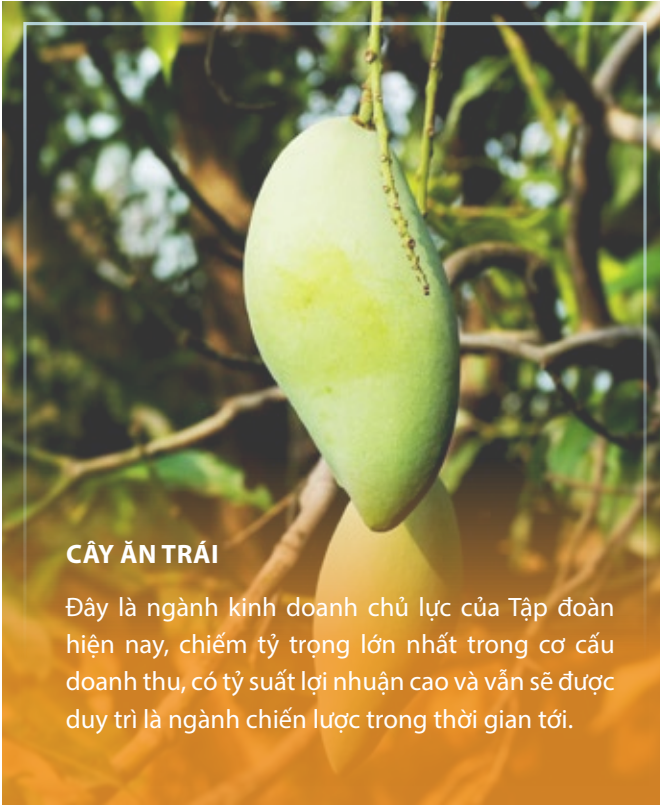 CÂY ĂN TRÁI
Đây là ngành kinh doanh chủ lực của Tập đoàn
hiện nay, chiếm tỷ trọng lớn nhất trong cơ cấu
doanh thu, có tỷ suất lợi nhuận cao và vẫn sẽ được
duy trì là ngành chiến lược trong thời gian tới.